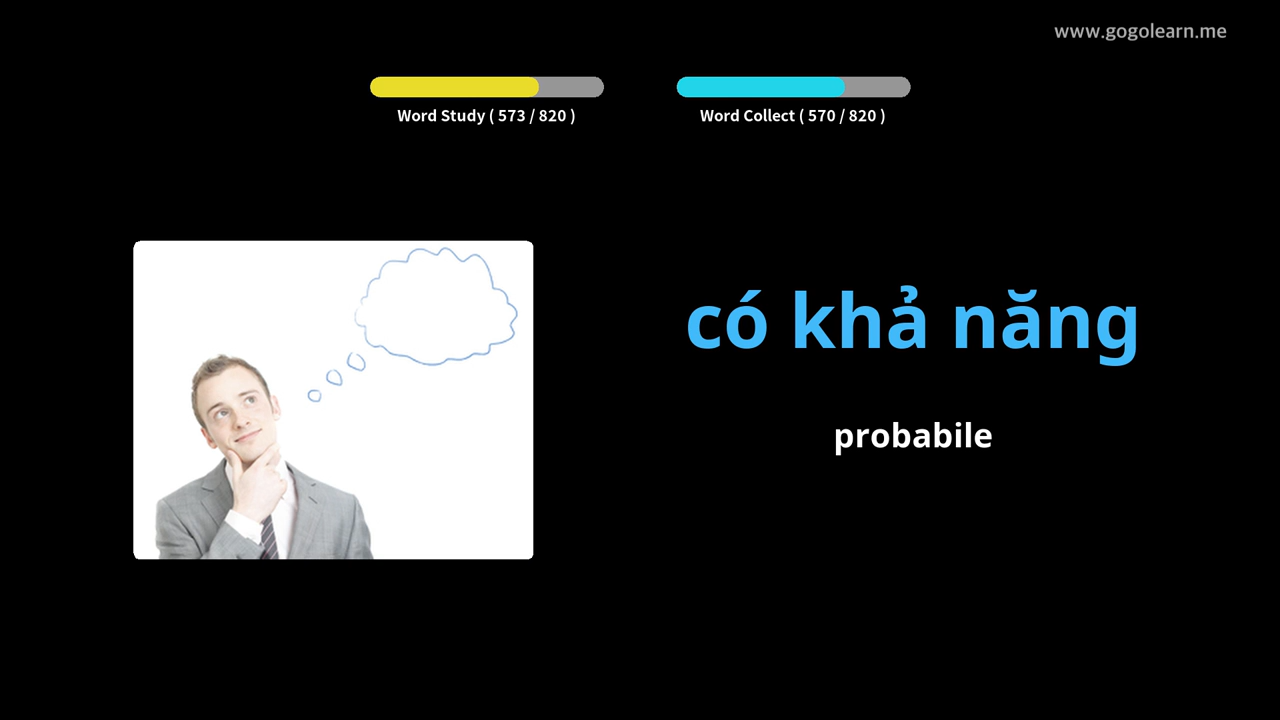 www.gogolearn.me
Word Study ( 573 / 820 )
Word Collect ( 570 / 820 )
có khả năng
probabile